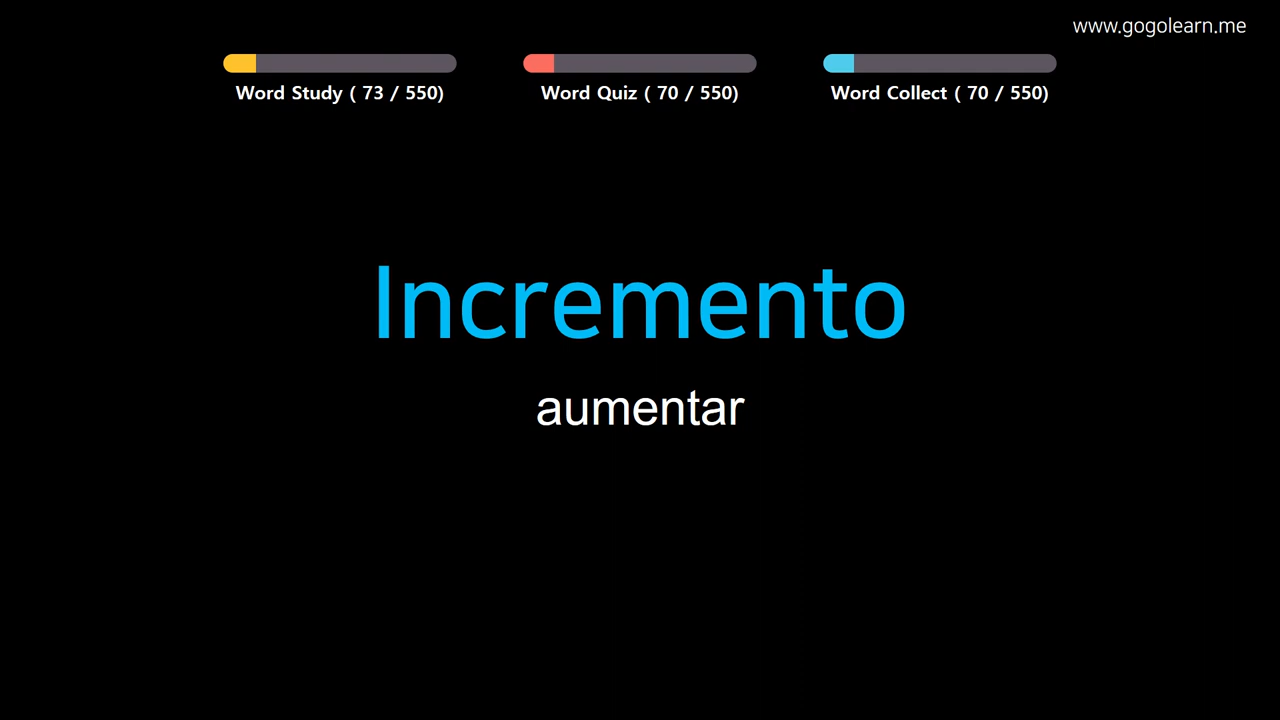 www.gogolearn.me
Word Study ( 73 / 550)
Word Quiz ( 70 / 550)
Word Collect ( 70 / 550)
Incremento
aumentar